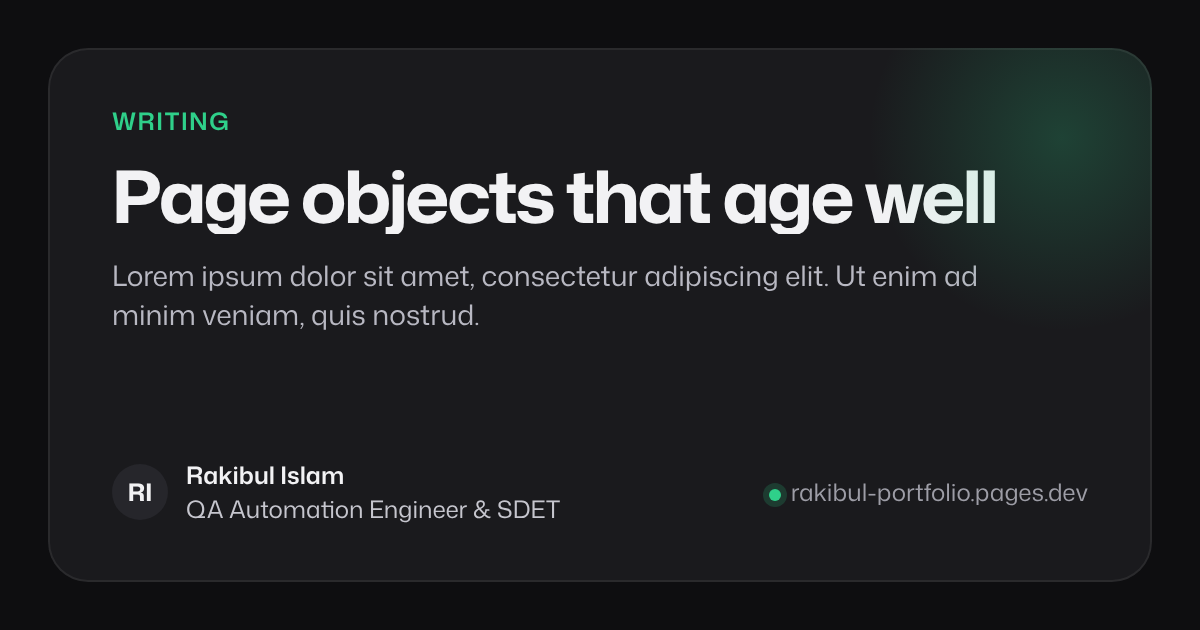 WRITING
Page objects that age well
Lorem ipsum dolor sit amet, consectetur adipiscing elit. Ut enim ad
minim veniam, quis nostrud.
RI
Rakibul Islam
QA Automation Engineer & SDET
rakibul-portfolio.pages.dev